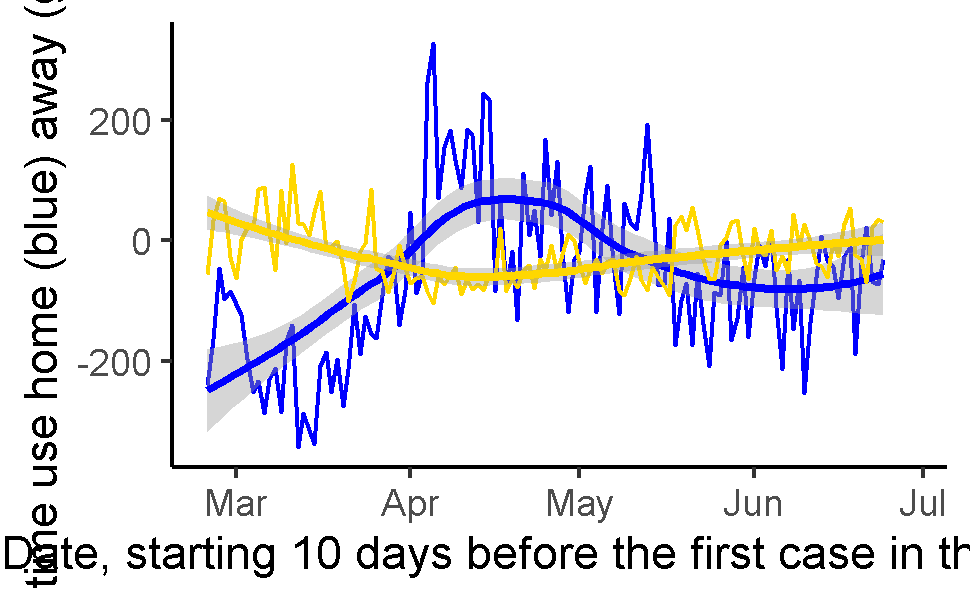 time use home (blue) away (
200
0
-200
Mar Apr May Jun Jul
Date, starting 10 days before the first case in th